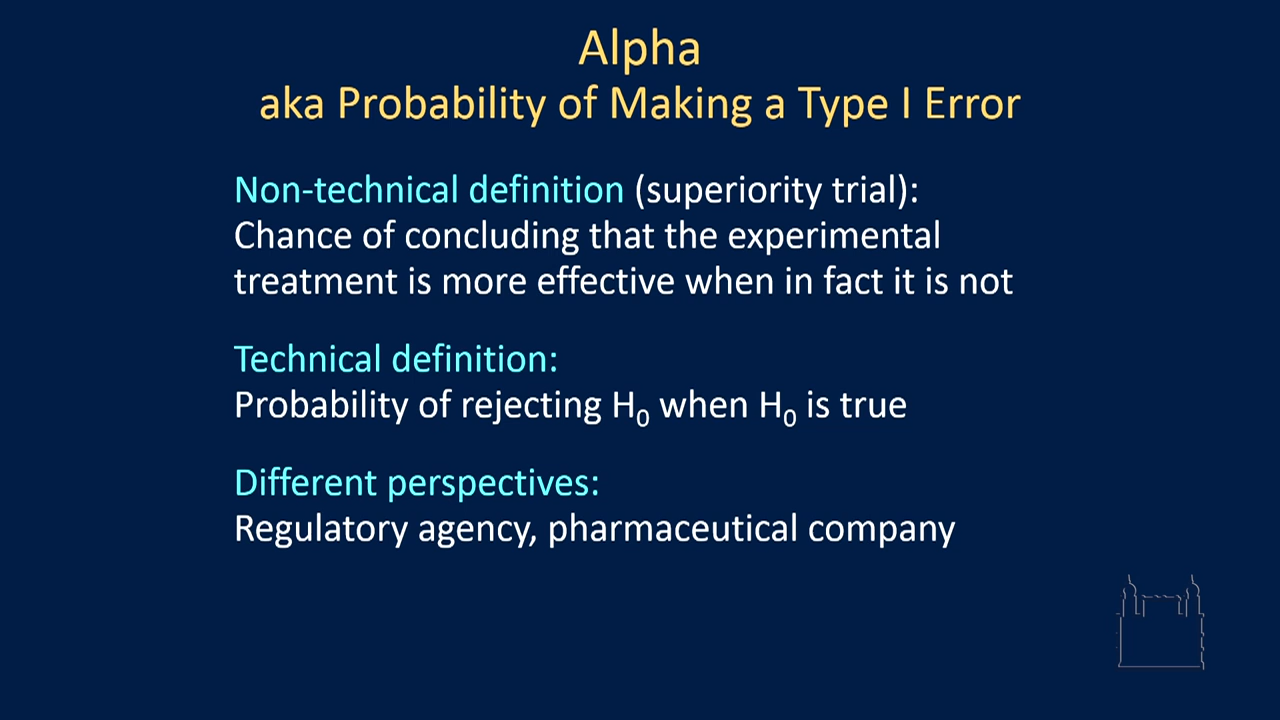 Alpha
aka Probability of Making a Type I Error
Non-technical definition (superiority trial):
Chance of concluding that the experimental
treatment is more effective when in fact it is not
Technical definition:
Probability of rejecting H₀ when H₀ is true
Different perspectives:
Regulatory agency, pharmaceutical company